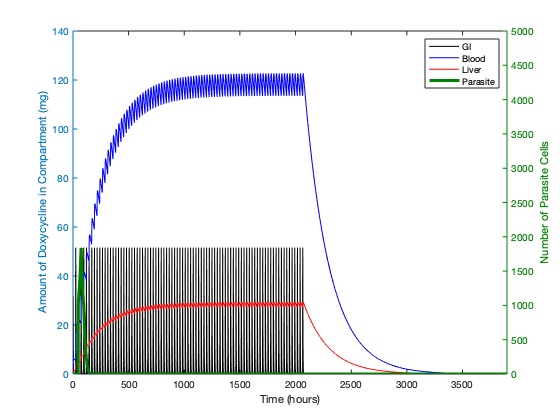 140
120
100
80
60
40
20
0
Amount of Doxycycline in Compartment (mg)
GI
Blood
Liver
Parasite
5000
4500
4000
3500
3000
2500
2000
1500
1000
500
0
Number of Parasite Cells
0 500 1000 1500 2000 2500 3000 3500
Time (hours)